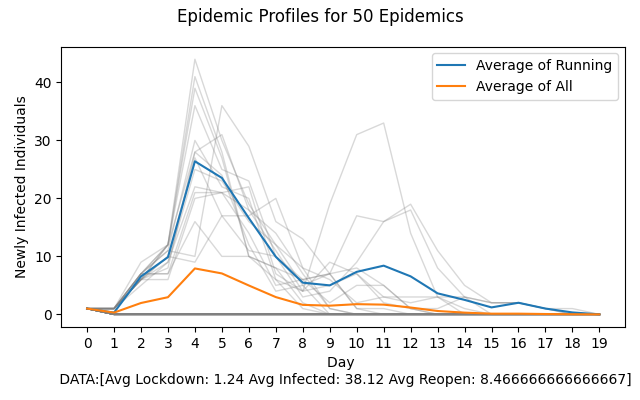 Epidemic Profiles for 50 Epidemics
Average of Running
Average of All
Newly Infected Individuals
40
30
20
10
0
0 1 2 3 4 5 6 7 8 9 10 11 12 13 14 15 16 17 18 19
Day
DATA:[Avg Lockdown: 1.24 Avg Infected: 38.12 Avg Reopen: 8.466666666666667]